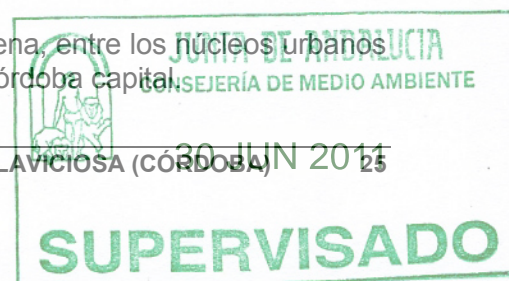 ena, entre los núcleos urbanos
órdoba capital.
JUNTA DE ANDALUCIA
CONSEJERÍA DE MEDIO AMBIENTE
LAVICIOSA (CÓRDOBA) 25
30 JUN 2011
SUPERVISADO